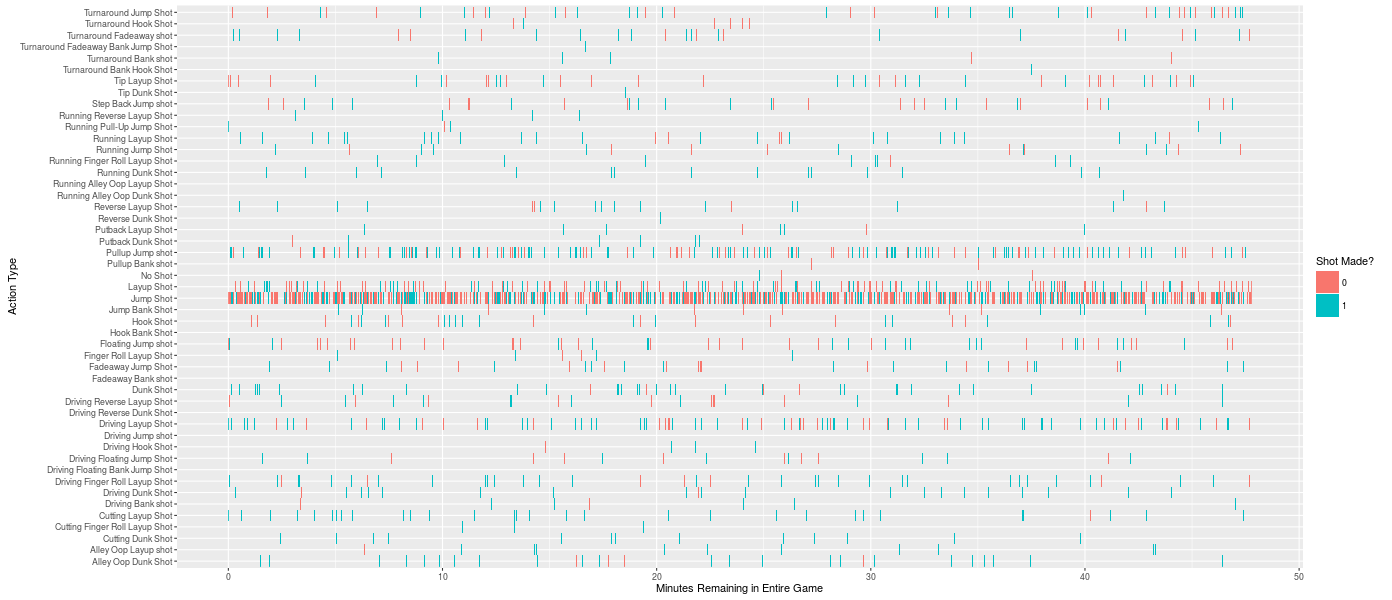 Turnaround Jump Shot
Turnaround Hook Shot
Turnaround Fadeaway shot
Turnaround Fadeaway Bank Jump Shot
Turnaround Bank shot
Turnaround Bank Hook Shot
Tip Layup Shot
Tip Dunk Shot
Step Back Jump shot
Running Reverse Layup Shot
Running Pull-Up Jump Shot
Running Layup Shot
Running Jump Shot
Running Finger Roll Layup Shot
Running Dunk Shot
Running Alley Oop Layup Shot
Running Alley Oop Dunk Shot
Reverse Layup Shot
Reverse Dunk Shot
Putback Layup Shot
Putback Dunk Shot
Pullup Jump shot
Pullup Bank shot
No Shot
Layup Shot
Jump Shot
Jump Bank Shot
Hook Shot
Hook Bank Shot
Floating Jump shot
Finger Roll Layup Shot
Fadeaway Jump Shot
Fadeaway Bank shot
Dunk Shot
Driving Reverse Layup Shot
Driving Reverse Dunk Shot
Driving Layup Shot
Driving Jump shot
Driving Hook Shot
Driving Floating Jump Shot
Driving Floating Bank Jump Shot
Driving Finger Roll Layup Shot
Driving Dunk Shot
Driving Bank shot
Cutting Layup Shot
Cutting Finger Roll Layup Shot
Cutting Dunk Shot
Alley Oop Layup shot
Alley Oop Dunk Shot
Action Type
0 10 20 30 40 50
Minutes Remaining in Entire Game
Shot Made?
0
1